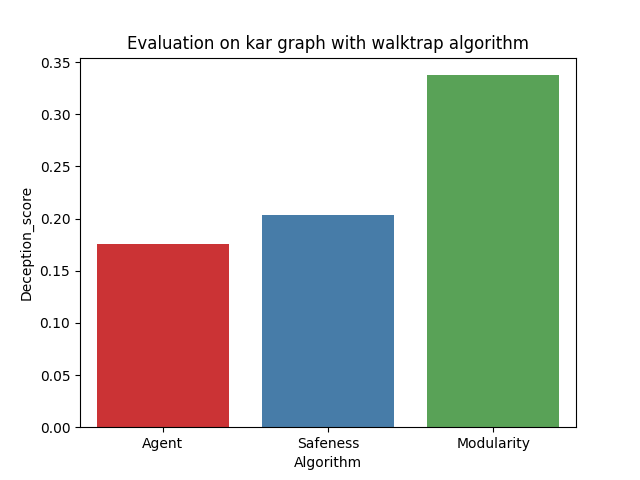 Evaluation on kar graph with walktrap algorithm
0.35
0.30
0.25
0.20
0.15
0.10
0.05
0.00
Deception_score
Agent
Safeness
Modularity
Algorithm